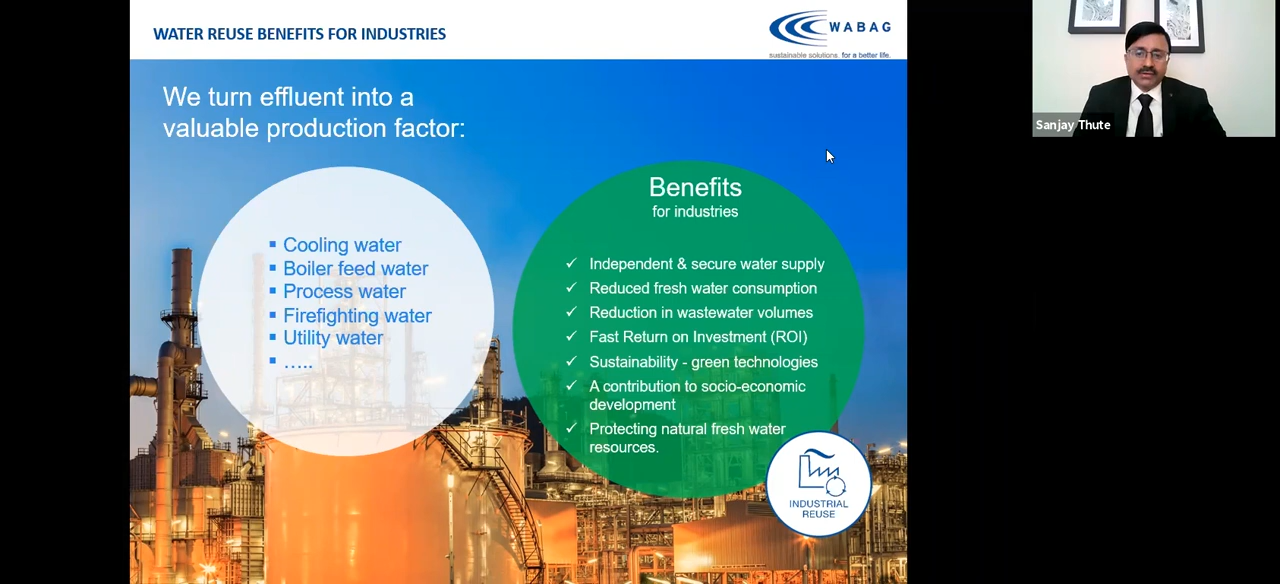 WATER REUSE BENEFITS FOR INDUSTRIES
WABAG
sustainable solutions. for a better life.
We turn effluent into a
valuable production factor:
▪ Cooling water
▪ Boiler feed water
▪ Process water
▪ Firefighting water
▪ Utility water
▪ .....
Benefits
for industries
✓ Independent & secure water supply
✓ Reduced fresh water consumption
✓ Reduction in wastewater volumes
✓ Fast Return on Investment (ROI)
✓ Sustainability - green technologies
✓ A contribution to socio-economic
development
✓ Protecting natural fresh water
resources.
INDUSTRIAL
REUSE
Sanjay Thute